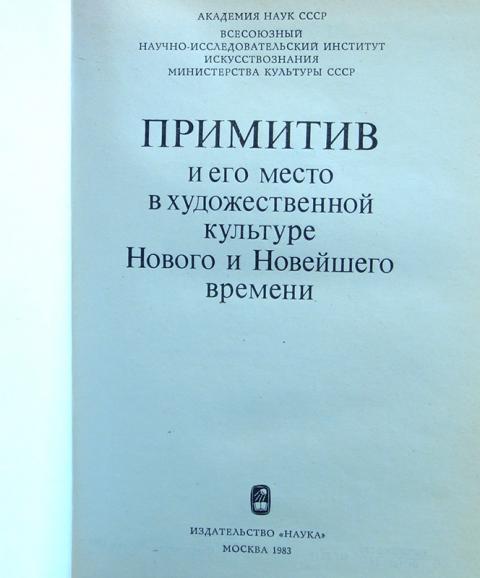 АКАДЕМИЯ НАУК СССР
ВСЕСОЮЗНЫЙ
НАУЧНО-ИССЛЕДОВАТЕЛЬСКИЙ ИНСТИТУТ
ИСКУССТВОЗНАНИЯ
МИНИСТЕРСТВА КУЛЬТУРЫ СССР
ПРИМИТИВ
и его место
в художественной
культуре
Нового и Новейшего
времени
ИЗДАТЕЛЬСТВО «НАУКА»
МОСКВА 1983